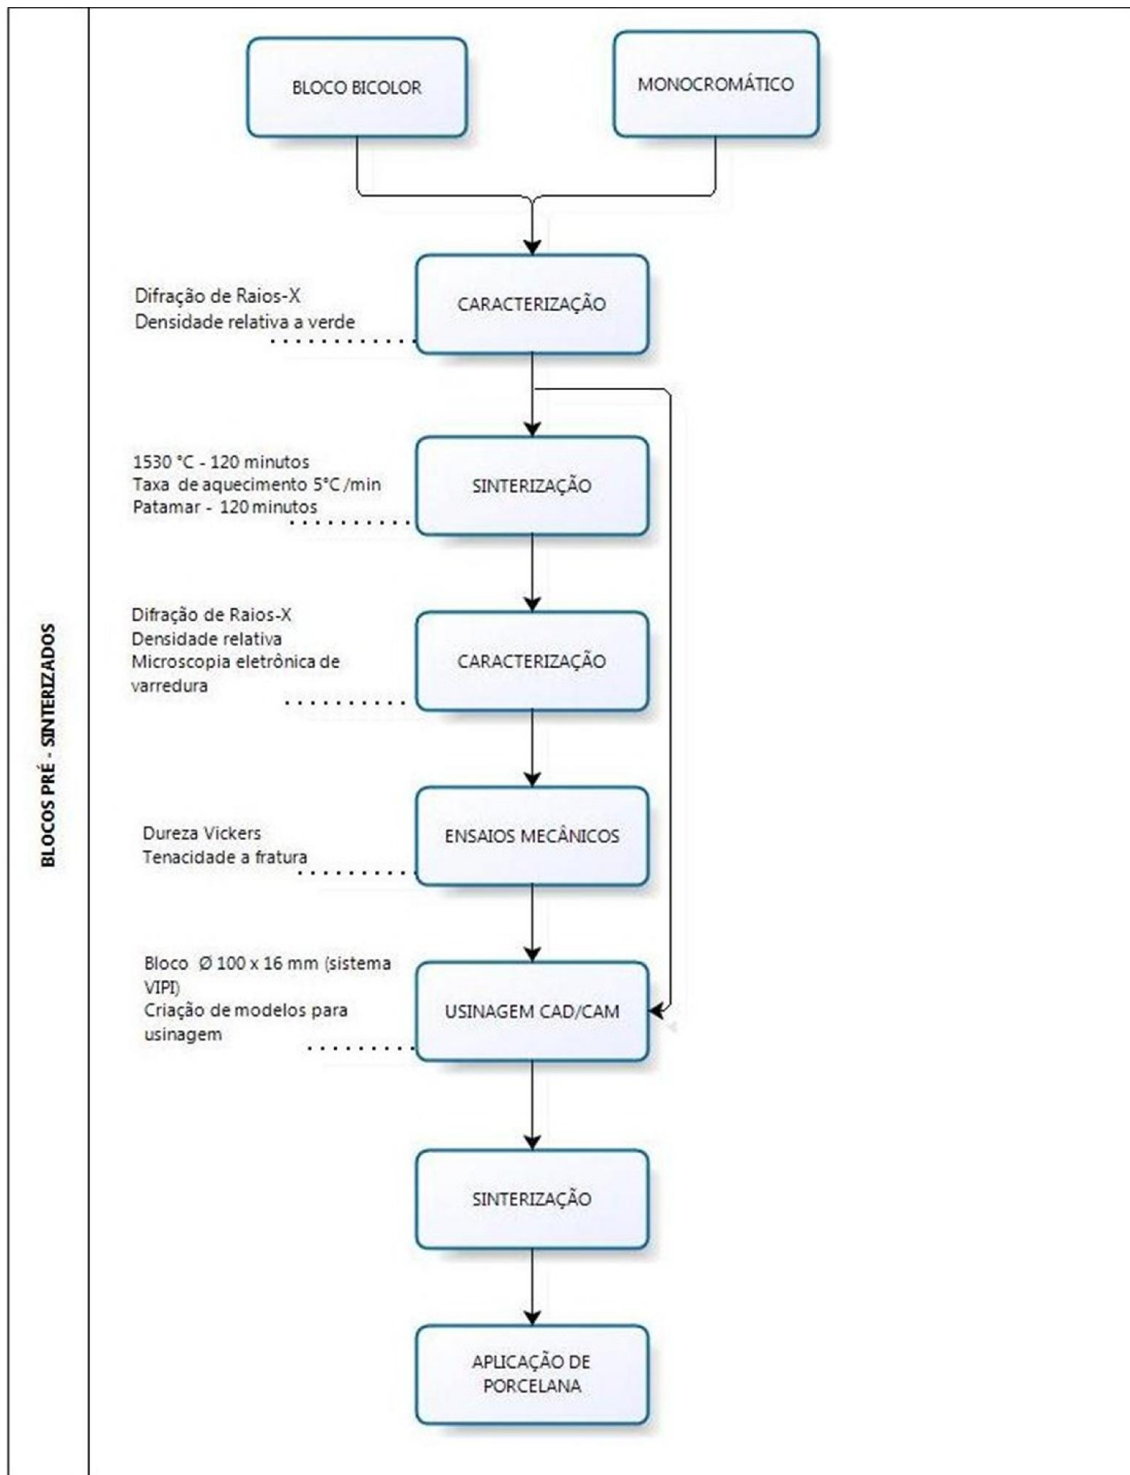 BLOCOS PRÉ - SINTERIZADOS
BLOCO BICOLOR
MONOCROMÁTICO
Difração de Raios-X
Densidade relativa a verde
CARACTERIZAÇÃO
1530 °C - 120 minutos
Taxa de aquecimento 5°C /min
Patamar - 120 minutos
SINTERIZAÇÃO
Difração de Raios-X
Densidade relativa
Microscopia eletrônica de
varredura
CARACTERIZAÇÃO
Dureza Vickers
Tenacidade a fratura
ENSAIOS MECÂNICOS
Bloco Ø 100 x 16 mm (sistema
VIPI)
Criação de modelos para
usinagem
USINAGEM CAD/CAM
SINTERIZAÇÃO
APLICAÇÃO DE
PORCELANA